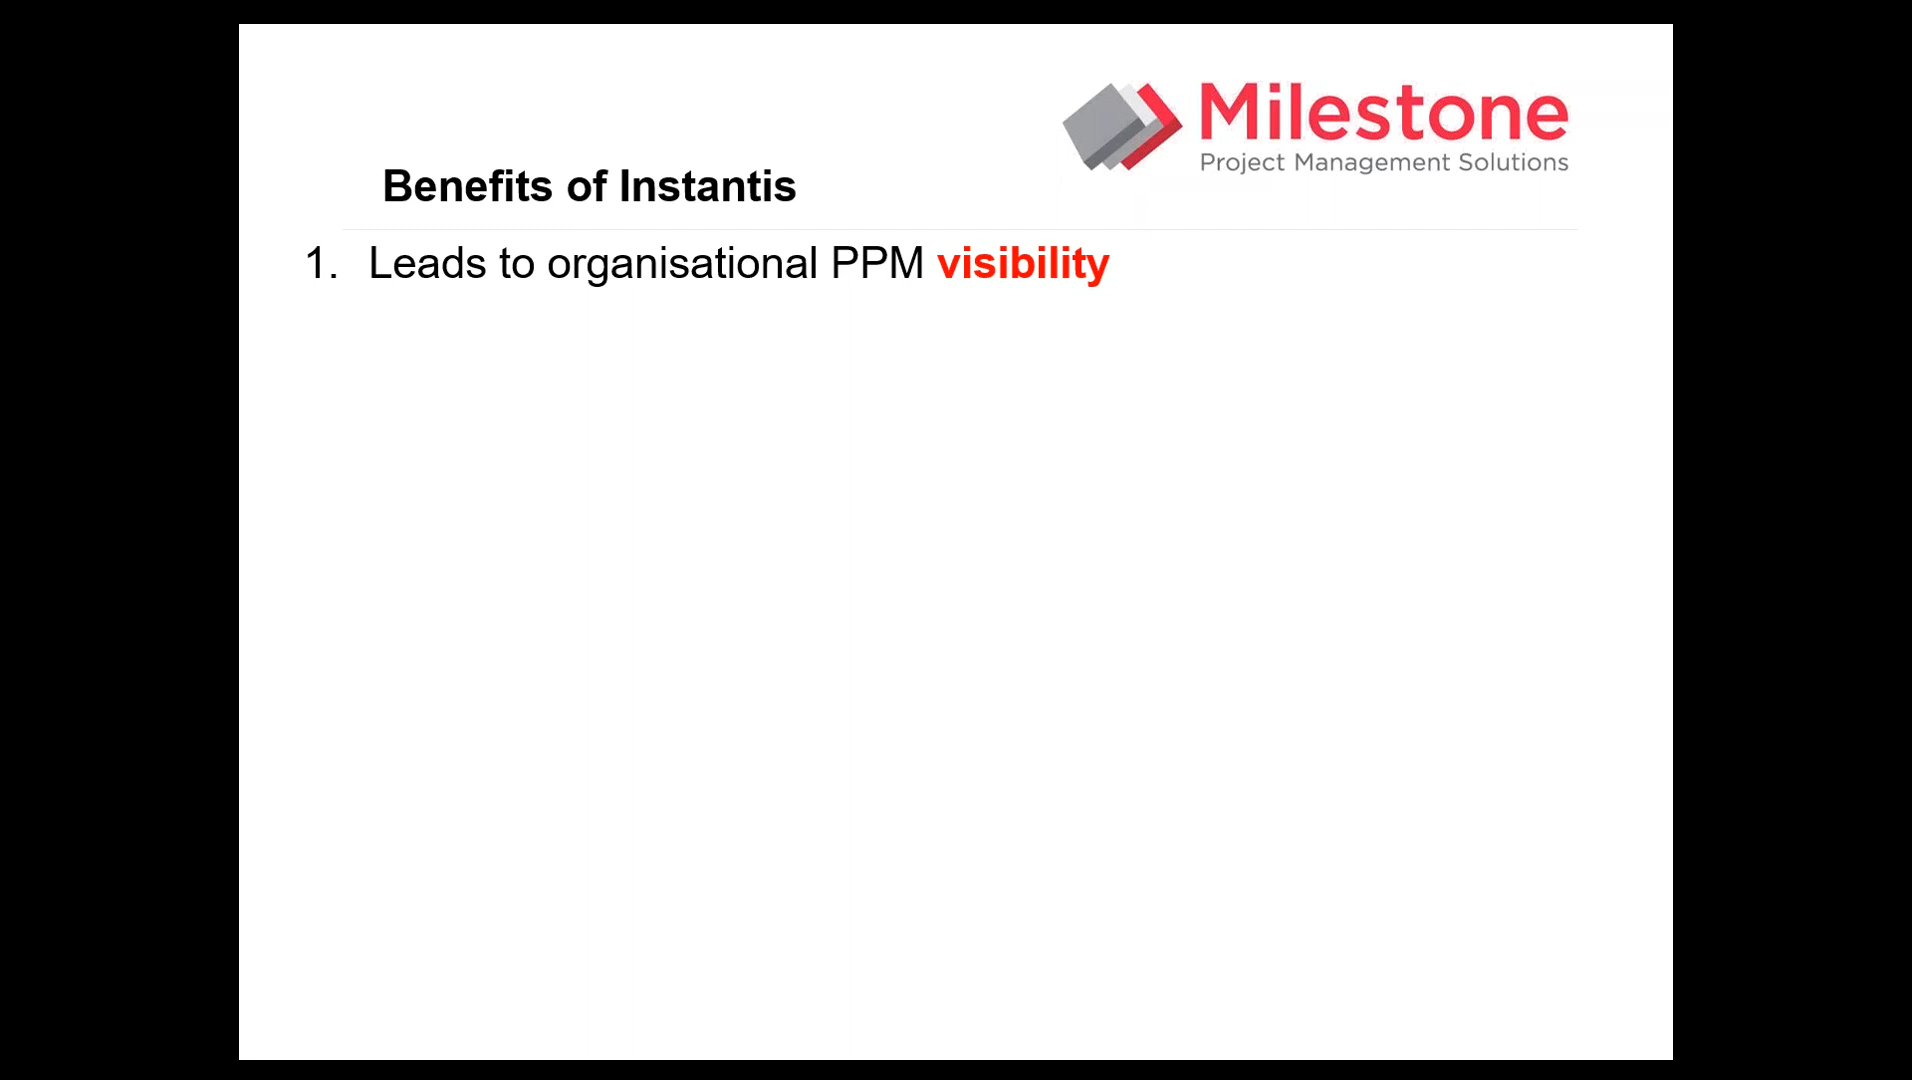 Milestone
Project Management Solutions
Benefits of Instantis
1. Leads to organisational PPM visibility